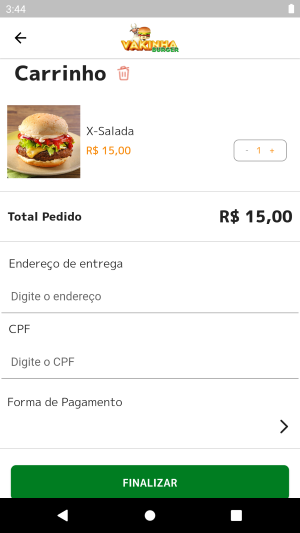 3:44
VAKINHA
BURGER
Carrinho
X-Salada
R$ 15,00
- 1 +
Total Pedido R$ 15,00
Endereço de entrega
Digite o endereço
CPF
Digite o CPF
Forma de Pagamento
FINALIZAR